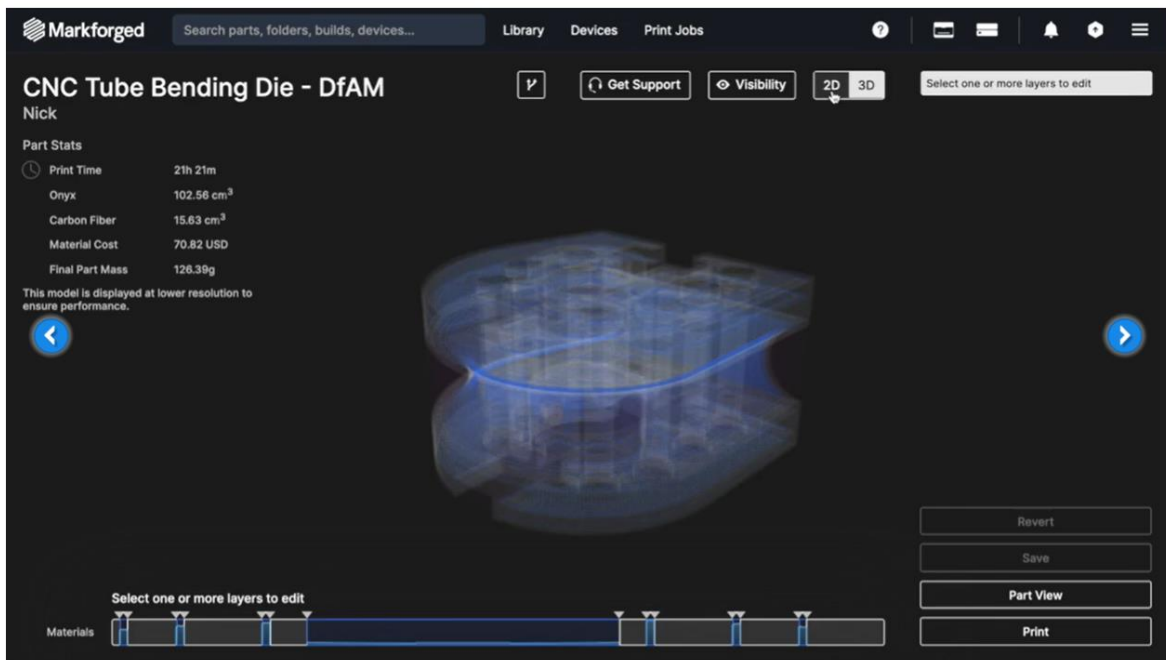 Markforged
Search parts, folders, builds, devices...
Library
Devices
Print Jobs
?
CNC Tube Bending Die - DfAM
Nick
Get Support
Visibility
2D
3D
Select one or more layers to edit
Part Stats
Print Time 21h 21m
Onyx 102.56 cm³
Carbon Fiber 15.63 cm³
Material Cost 70.82 USD
Final Part Mass 126.39g
This model is displayed at lower resolution to
ensure performance.
Revert
Save
Part View
Print
Select one or more layers to edit
Materials